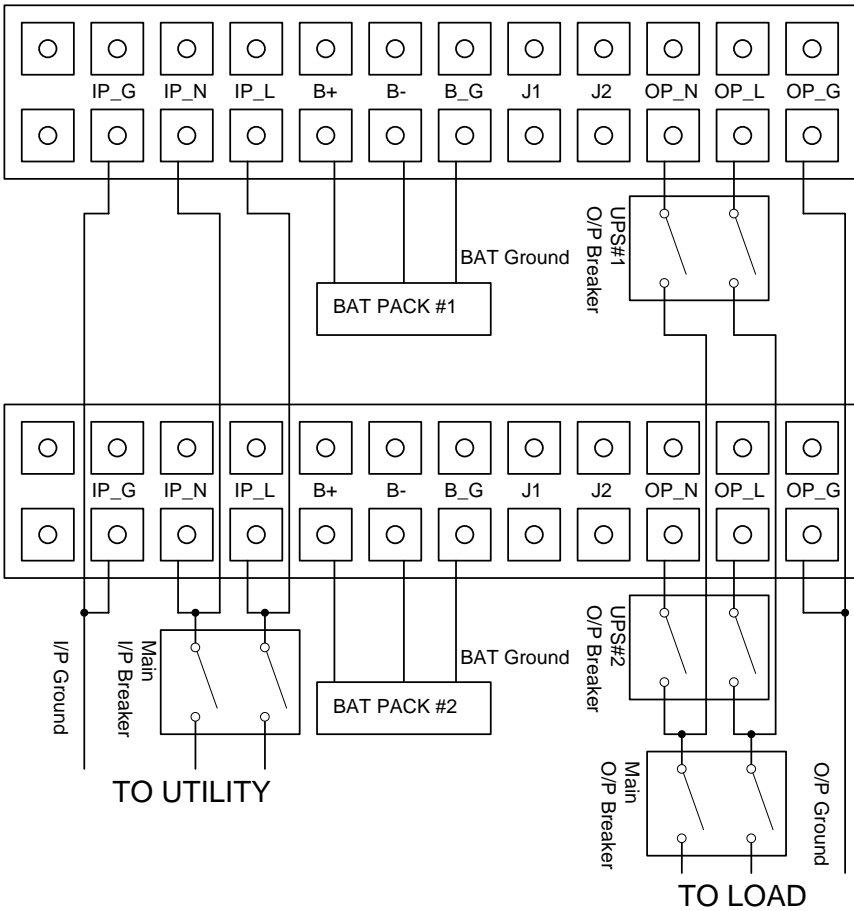 IP_G IP_N IP_L B+ B- B_G J1 J2 OP_N OP_L OP_G
UPS#1
O/P Breaker
BAT Ground
BAT PACK #1
IP_G IP_N IP_L B+ B- B_G J1 J2 OP_N OP_L OP_G
I/P Ground
Main
I/P Breaker
BAT Ground
BAT PACK #2
UPS#2
O/P Breaker
TO UTILITY
Main
O/P Breaker
O/P Ground
TO LOAD